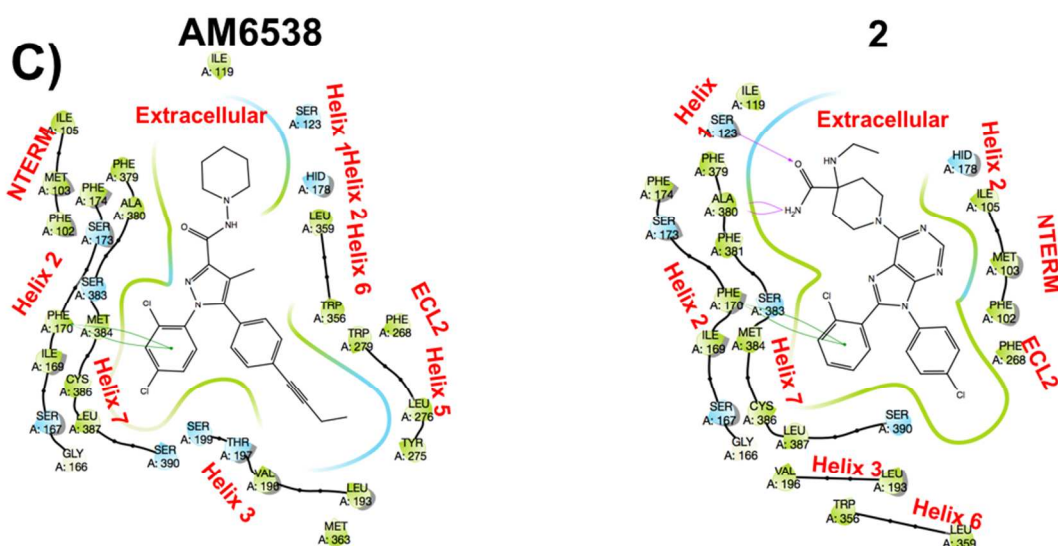 C)
AM6538
ILE
A: 119
Extracellular
SER
A: 123
Helix 1
ILE
A: 105
NTERM
MET
A: 103
PHE
A: 102
PHE
A: 379
PHE
A: 174
ALA
A: 380
SER
A: 173
HID
A: 178
Helix 2
LEU
A: 359
Helix 6
N
NH
O
N
N
Cl
Cl
Helix 2
SER
A: 383
PHE
A: 170
MET
A: 384
ILE
A: 169
CYS
A: 386
Helix 7
SER
A: 167
LEU
A: 387
GLY
A: 166
SER
A: 390
SER
A: 199
THR
A: 197
VAL
A: 196
Helix 3
LEU
A: 193
MET
A: 363
TRP
A: 356
TRP
A: 279
PHE
A: 268
ECL2
Helix 5
LEU
A: 276
TYR
A: 275
2
Helix
1
ILE
A: 119
SER
A: 123
Extracellular
PHE
A: 379
PHE
A: 174
ALA
A: 380
SER
A: 173
PHE
A: 381
O
HN
H₂N
N
N
N
N
N
Cl
Cl
HID
A: 178
Helix 2
ILE
A: 105
MET
A: 103
NTERM
PHE
A: 102
PHE
A: 268
ECL2
Helix 2
PHE
A: 170
SER
A: 383
ILE
A: 169
MET
A: 384
Helix 7
SER
A: 167
CYS
A: 386
GLY
A: 166
LEU
A: 387
SER
A: 390
VAL
A: 196
Helix 3
LEU
A: 193
TRP
A: 356
Helix 6
LEU
A: 359